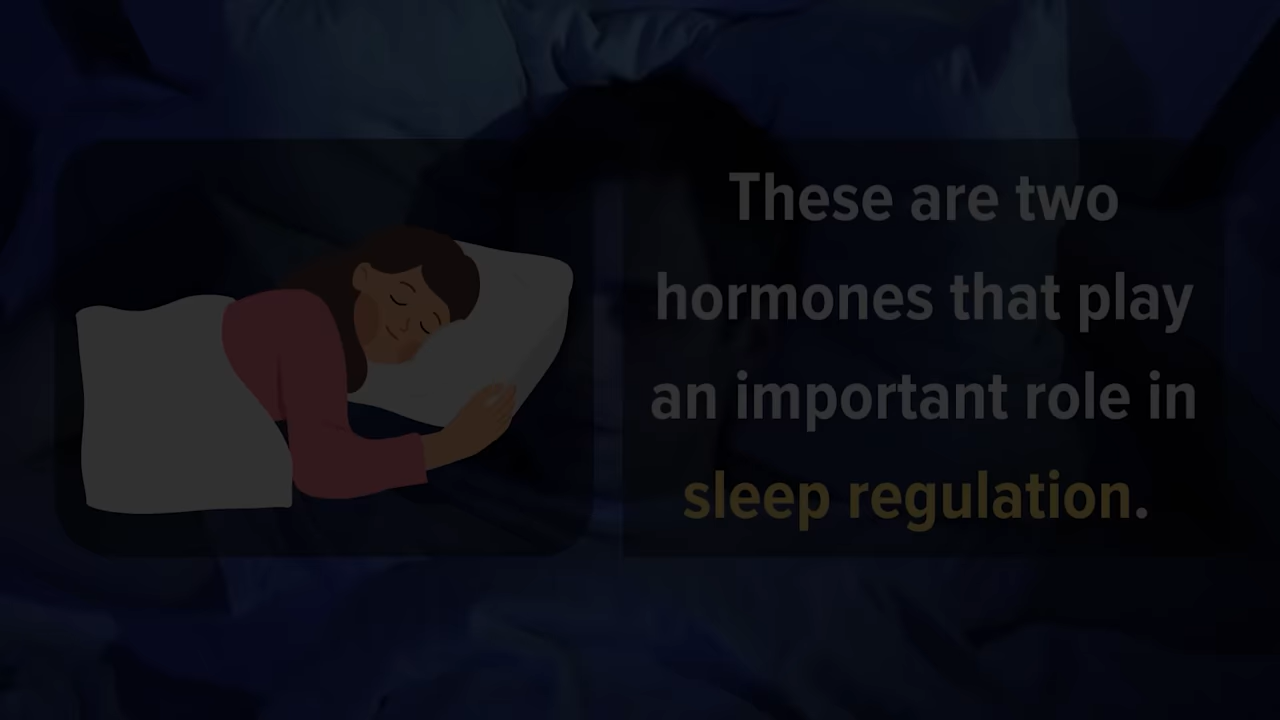 These are two
hormones that play
an important role in
sleep regulation.